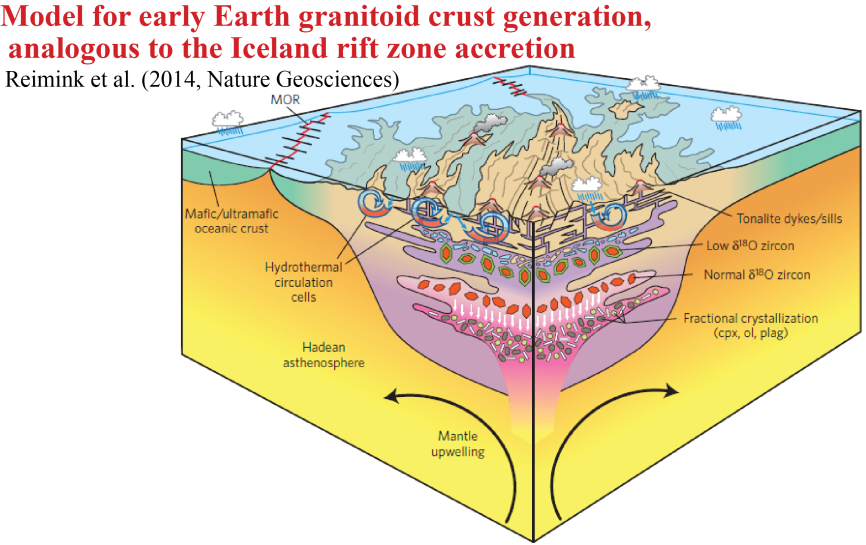 Model for early Earth granitoid crust generation,
analogous to the Iceland rift zone accretion
Reimink et al. (2014, Nature Geosciences)
MOR
Mafic/ultramafic
oceanic crust
Tonalite dykes/sills
Low δ¹⁸O zircon
Hydrothermal
circulation
cells
Normal δ¹⁸O zircon
Fractional crystallization
(cpx, ol, plag)
Hadean
asthenosphere
Mantle
upwelling